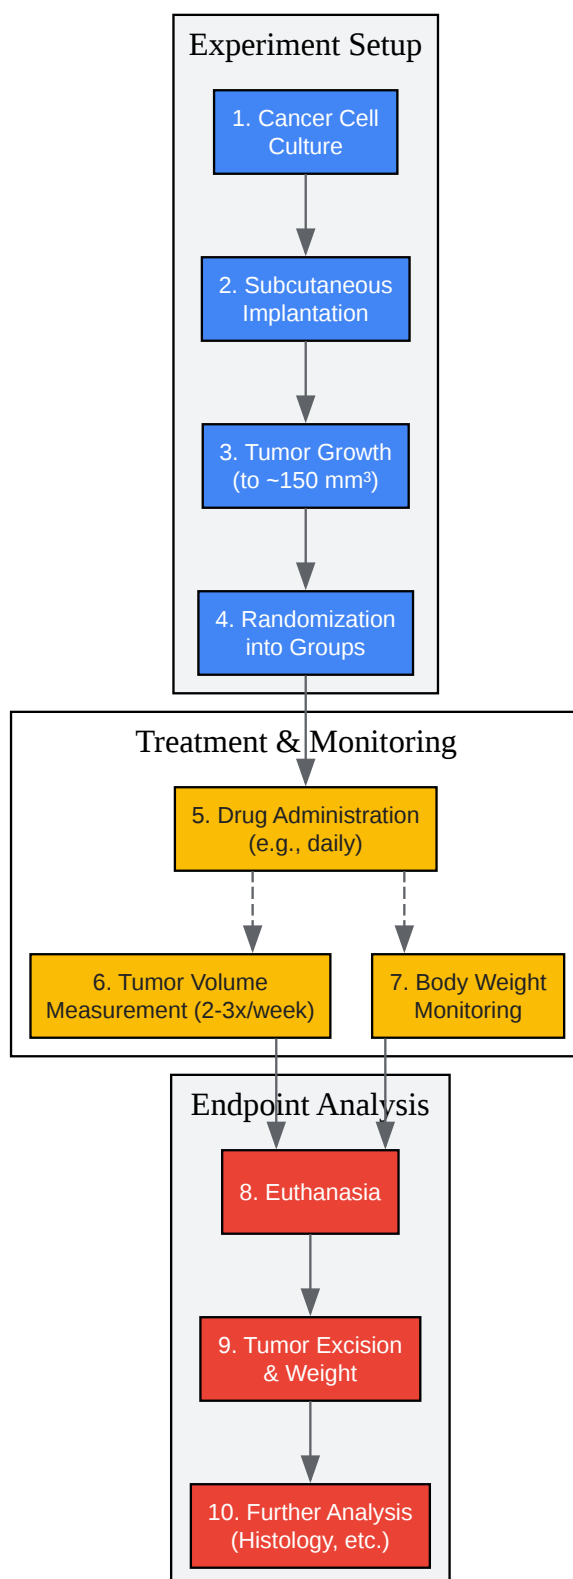 Experiment Setup
1. Cancer Cell
Culture
2. Subcutaneous
Implantation
3. Tumor Growth
(to ~150 mm³)
4. Randomization
into Groups
Treatment & Monitoring
5. Drug Administration
(e.g., daily)
6. Tumor Volume
Measurement (2-3x/week)
7. Body Weight
Monitoring
Endpoint Analysis
8. Euthanasia
9. Tumor Excision
& Weight
10. Further Analysis
(Histology, etc.)